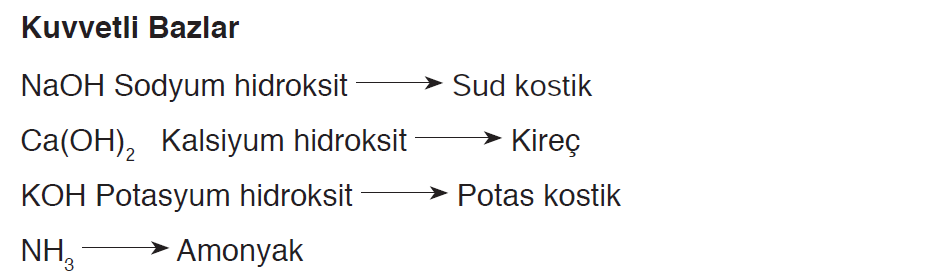 Kuvvetli Bazlar
NaOH Sodyum hidroksit → Sud kostik
Ca(OH)₂ Kalsiyum hidroksit → Kireç
KOH Potasyum hidroksit → Potas kostik
NH₃ → Amonyak